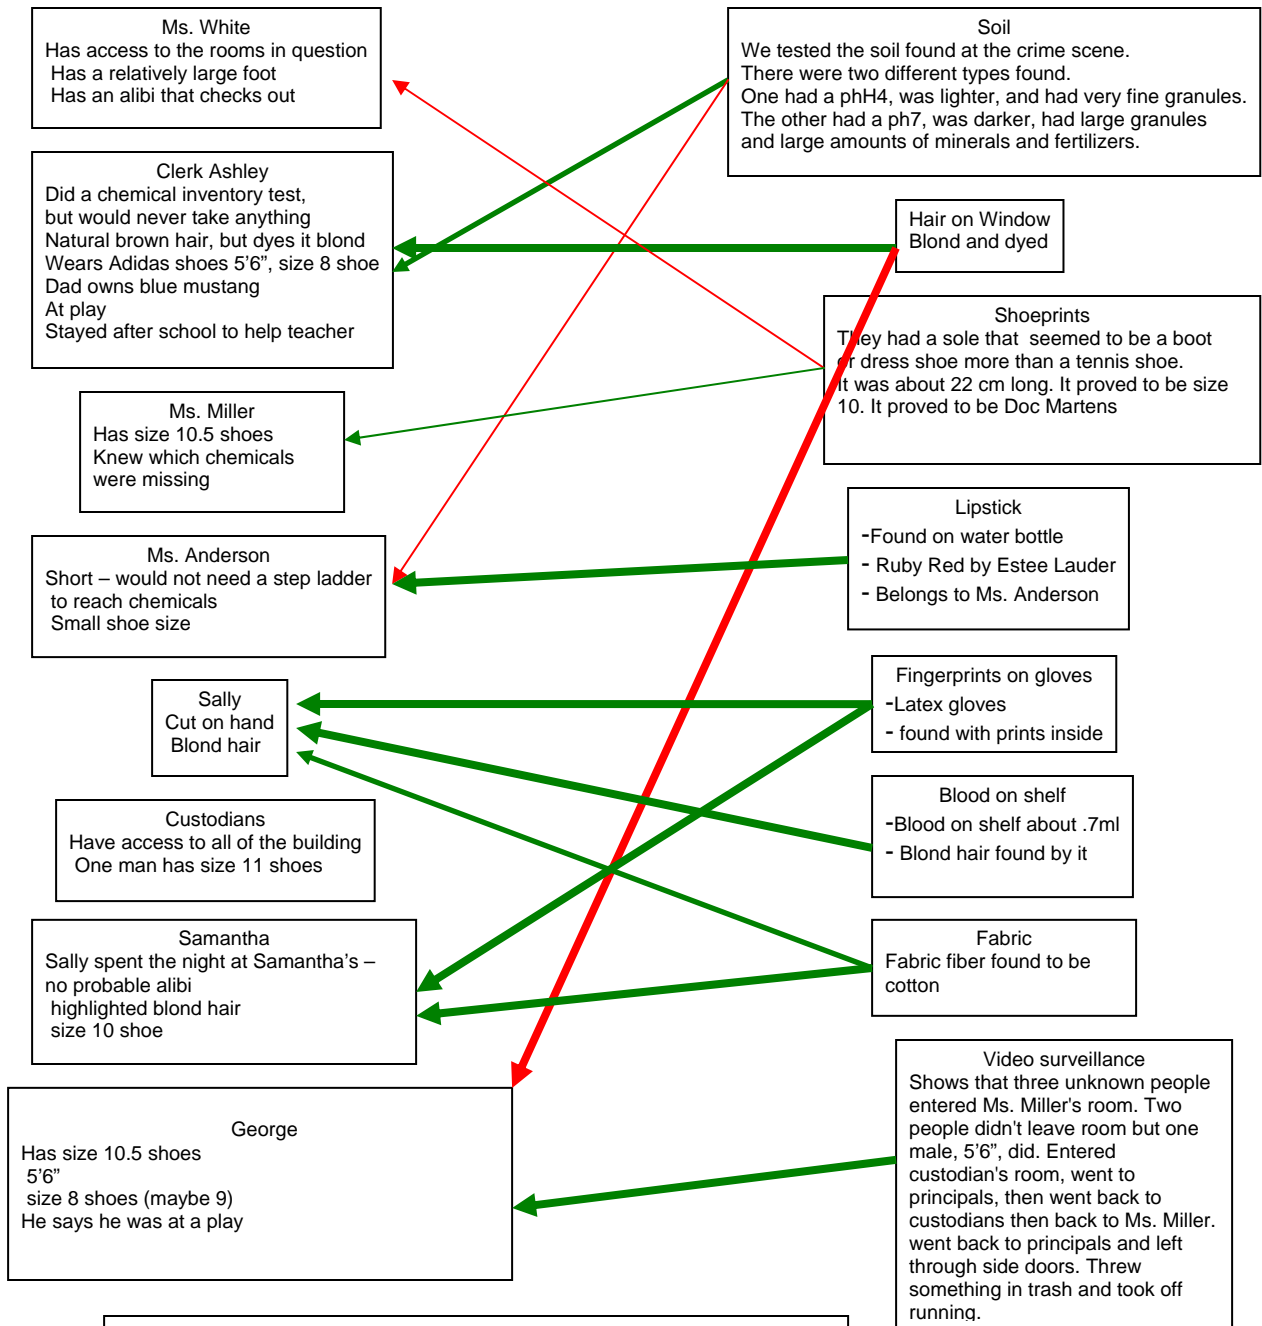 Ms. White
Has access to the rooms in question
Has a relatively large foot
Has an alibi that checks out
Clerk Ashley
Did a chemical inventory test,
but would never take anything
Natural brown hair, but dyes it blond
Wears Adidas shoes 5'6”, size 8 shoe
Dad owns blue mustang
At play
Stayed after school to help teacher
Ms. Miller
Has size 10.5 shoes
Knew which chemicals
were missing
Ms. Anderson
Short – would not need a step ladder
to reach chemicals
Small shoe size
Sally
Cut on hand
Blond hair
Custodians
Have access to all of the building
One man has size 11 shoes
Samantha
Sally spent the night at Samantha's –
no probable alibi
highlighted blond hair
size 10 shoe
George
Has size 10.5 shoes
5'6”
size 8 shoes (maybe 9)
He says he was at a play
Soil
We tested the soil found at the crime scene.
There were two different types found.
One had a phH4, was lighter, and had very fine granules.
The other had a ph7, was darker, had large granules
and large amounts of minerals and fertilizers.
Hair on Window
Blond and dyed
Shoeprints
They had a sole that seemed to be a boot
or dress shoe more than a tennis shoe.
It was about 22 cm long. It proved to be size
10. It proved to be Doc Martens
Lipstick
-Found on water bottle
- Ruby Red by Estee Lauder
- Belongs to Ms. Anderson
Fingerprints on gloves
-Latex gloves
- found with prints inside
Blood on shelf
-Blood on shelf about .7ml
- Blond hair found by it
Fabric
Fabric fiber found to be
cotton
Video surveillance
Shows that three unknown people
entered Ms. Miller's room. Two
people didn't leave room but one
male, 5'6”, did. Entered
custodian's room, went to
principals, then went back to
custodians then back to Ms. Miller.
went back to principals and left
through side doors. Threw
something in trash and took off
running.